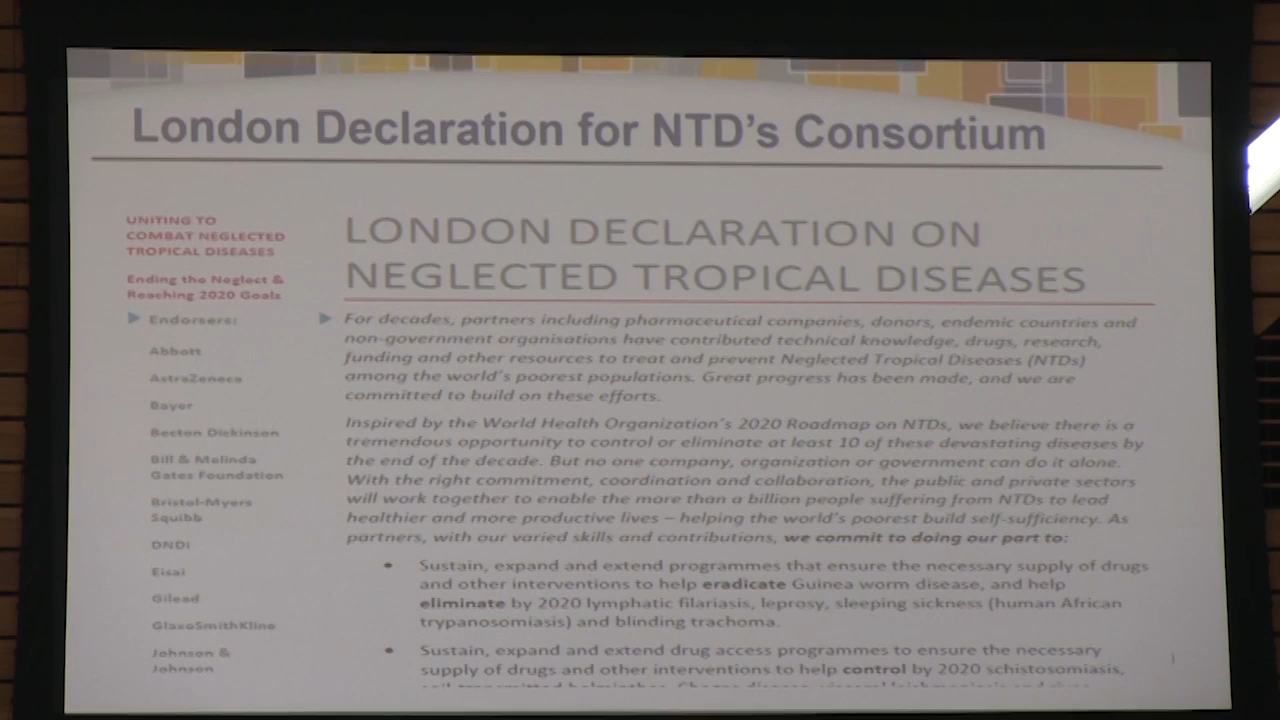 London Declaration for NTD's Consortium
UNITING TO
COMBAT NEGLECTED
TROPICAL DISEASES
Ending the Neglect &
Reaching 2020 Goals
Endorsers:
Abbott
AstraZeneca
Bayer
Becton Dickinson
Bill & Melinda
Gates Foundation
Bristol-Myers
Squibb
DNDi
Eisai
Gilead
GlaxoSmithKline
Johnson &
Johnson
LONDON DECLARATION ON
NEGLECTED TROPICAL DISEASES
For decades, partners including pharmaceutical companies, donors, endemic countries and
non-government organisations have contributed technical knowledge, drugs, research,
funding and other resources to treat and prevent Neglected Tropical Diseases (NTDs)
among the world's poorest populations. Great progress has been made, and we are
committed to build on these efforts.
Inspired by the World Health Organization's 2020 Roadmap on NTDs, we believe there is a
tremendous opportunity to control or eliminate at least 10 of these devastating diseases by
the end of the decade. But no one company, organization or government can do it alone.
With the right commitment, coordination and collaboration, the public and private sectors
will work together to enable the more than a billion people suffering from NTDs to lead
healthier and more productive lives – helping the world's poorest build self-sufficiency. As
partners, with our varied skills and contributions, we commit to doing our part to:
• Sustain, expand and extend programmes that ensure the necessary supply of drugs
and other interventions to help eradicate Guinea worm disease, and help
eliminate by 2020 lymphatic filariasis, leprosy, sleeping sickness (human African
trypanosomiasis) and blinding trachoma.
• Sustain, expand and extend drug access programmes to ensure the necessary
supply of drugs and other interventions to help control by 2020 schistosomiasis,